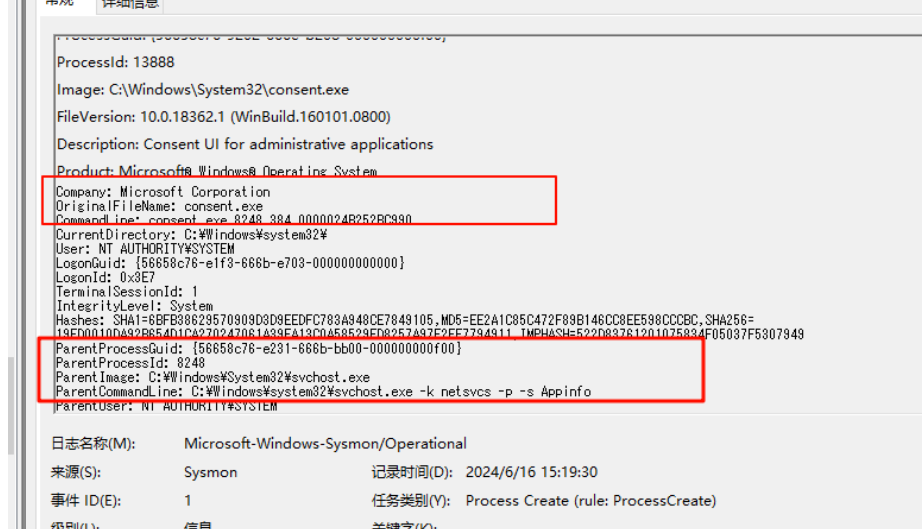 常规 详细信息
ProcessId: 13888
Image: C:\Windows\System32\consent.exe
FileVersion: 10.0.18362.1 (WinBuild.160101.0800)
Description: Consent UI for administrative applications
Product: Microsoft® Windows® Operating System
Company: Microsoft Corporation
OriginalFileName: consent.exe
CommandLine: consent.exe 8248 384 0000024B252BC990
CurrentDirectory: C:¥Windows¥system32¥
User: NT AUTHORITY¥SYSTEM
LogonGuid: {56658c76-e1f3-666b-e703-000000000000}
LogonId: 0x3E7
TerminalSessionId: 1
IntegrityLevel: System
Hashes: SHA1=6BFB38629570909D3D9EEDFC783A948CE7849105,MD5=EE2A1C85C472F89B146CC8EE598CCCBC,SHA256=
ParentProcessGuid: {56658c76-e231-666b-bb00-000000000f00}
ParentProcessId: 8248
ParentImage: C:¥Windows¥System32¥svchost.exe
ParentCommandLine: C:¥Windows¥system32¥svchost.exe -k netsvcs -p -s Appinfo
ParentUser: NT AUTHORITY¥SYSTEM
日志名称(M): Microsoft-Windows-Sysmon/Operational
来源(S): Sysmon 记录时间(D): 2024/6/16 15:19:30
事件 ID(E): 1 任务类别(Y): Process Create (rule: ProcessCreate)
级别(L): 信息 关键字(K):